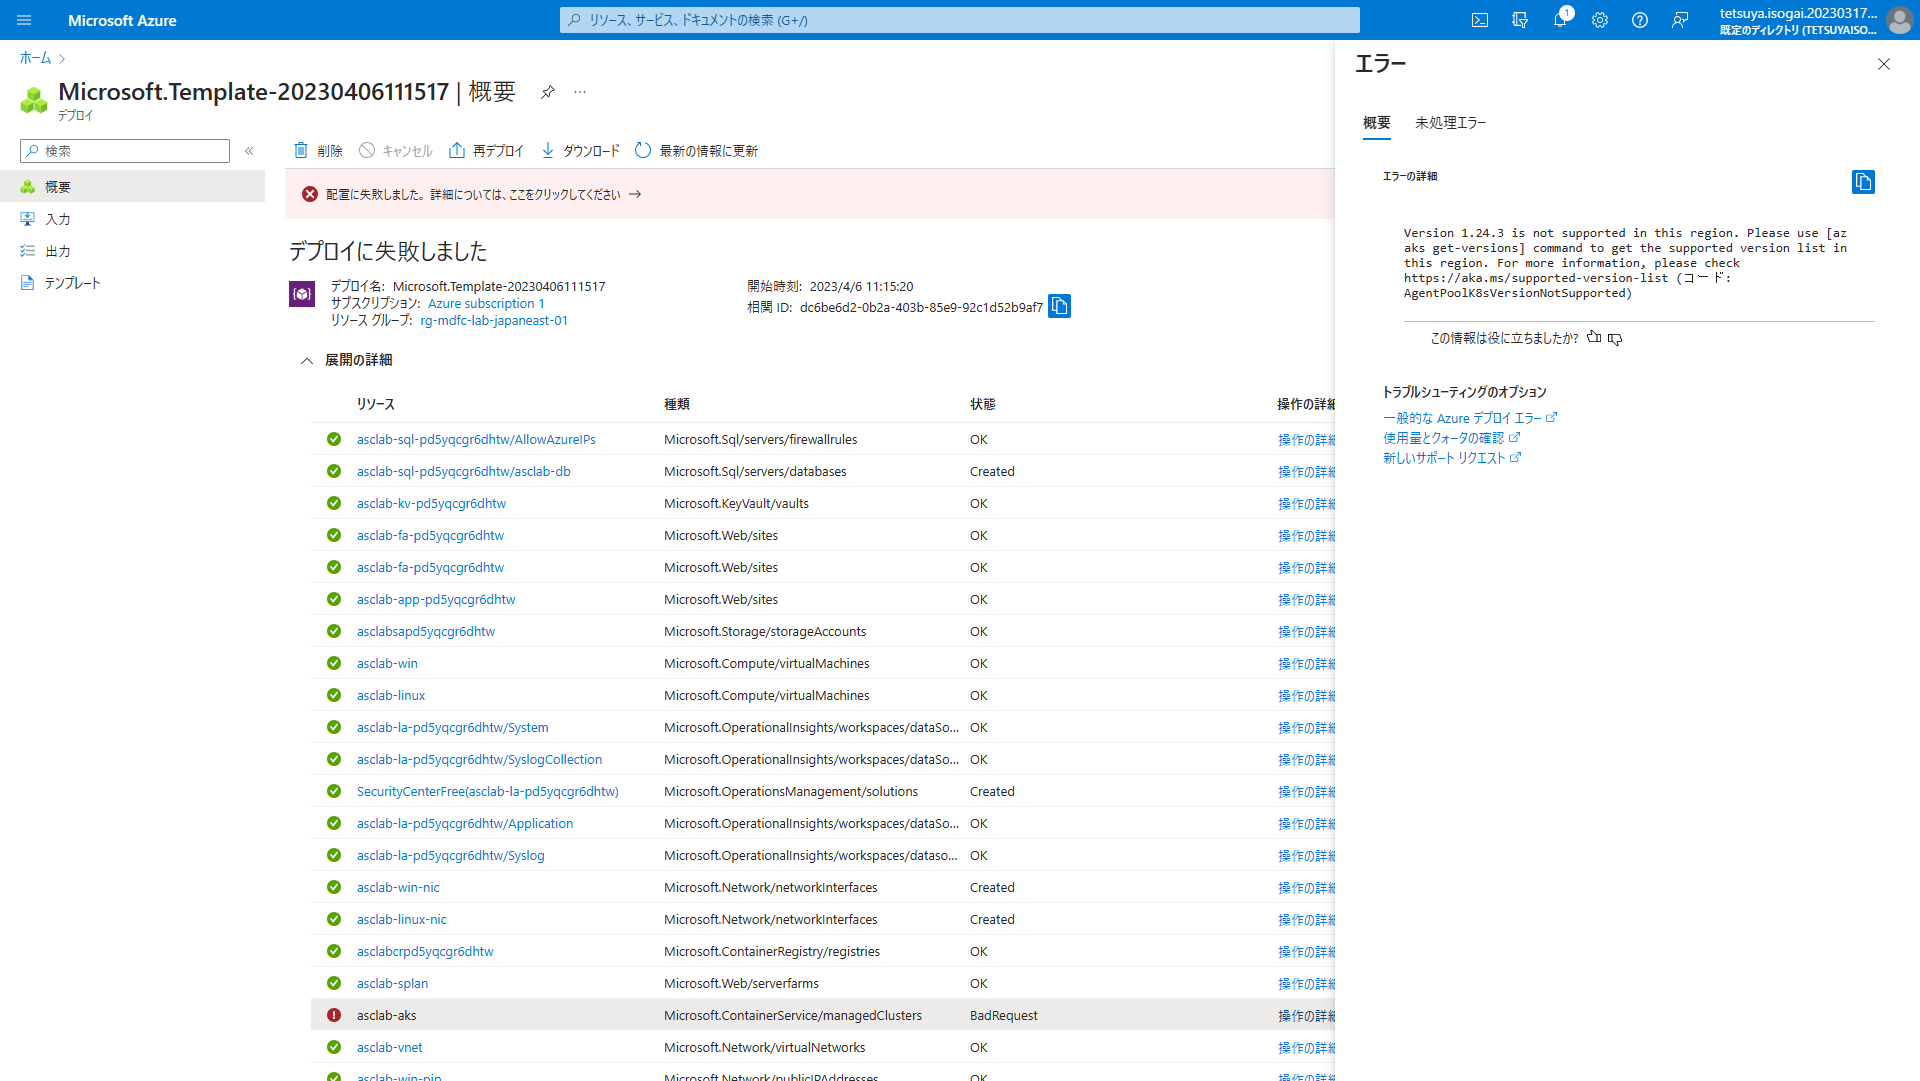 Microsoft Azure
リソース、サービス、ドキュメントの検索 (G+/)
1
tetsuya.isogai.20230317...
既定のディレクトリ (TETSUYAISO...
ホーム
Microsoft.Template-20230406111517 | 概要
デプロイ
検索
概要
入力
出力
テンプレート
削除
キャンセル
再デプロイ
ダウンロード
最新の情報に更新
配置に失敗しました。詳細については、ここをクリックしてください →
デプロイに失敗しました
デプロイ名: Microsoft.Template-20230406111517
サブスクリプション: Azure subscription 1
リソース グループ: rg-mdfc-lab-japaneast-01
開始時刻: 2023/4/6 11:15:20
相関 ID: dc6be6d2-0b2a-403b-85e9-92c1d52b9af7
展開の詳細
リソース 種類 状態 操作の詳細
asclab-sql-pd5yqcgr6dhtw/AllowAzureIPs Microsoft.Sql/servers/firewallrules OK 操作の詳細
asclab-sql-pd5yqcgr6dhtw/asclab-db Microsoft.Sql/servers/databases Created 操作の詳細
asclab-kv-pd5yqcgr6dhtw Microsoft.KeyVault/vaults OK 操作の詳細
asclab-fa-pd5yqcgr6dhtw Microsoft.Web/sites OK 操作の詳細
asclab-fa-pd5yqcgr6dhtw Microsoft.Web/sites OK 操作の詳細
asclab-app-pd5yqcgr6dhtw Microsoft.Web/sites OK 操作の詳細
asclabsapd5yqcgr6dhtw Microsoft.Storage/storageAccounts OK 操作の詳細
asclab-win Microsoft.Compute/virtualMachines OK 操作の詳細
asclab-linux Microsoft.Compute/virtualMachines OK 操作の詳細
asclab-la-pd5yqcgr6dhtw/System Microsoft.OperationalInsights/workspaces/dataSo... OK 操作の詳細
asclab-la-pd5yqcgr6dhtw/SyslogCollection Microsoft.OperationalInsights/workspaces/dataSo... OK 操作の詳細
SecurityCenterFree(asclab-la-pd5yqcgr6dhtw) Microsoft.OperationsManagement/solutions Created 操作の詳細
asclab-la-pd5yqcgr6dhtw/Application Microsoft.OperationalInsights/workspaces/dataSo... OK 操作の詳細
asclab-la-pd5yqcgr6dhtw/Syslog Microsoft.OperationalInsights/workspaces/dataso... OK 操作の詳細
asclab-win-nic Microsoft.Network/networkInterfaces Created 操作の詳細
asclab-linux-nic Microsoft.Network/networkInterfaces Created 操作の詳細
asclabcrpd5yqcgr6dhtw Microsoft.ContainerRegistry/registries OK 操作の詳細
asclab-splan Microsoft.Web/serverfarms OK 操作の詳細
asclab-aks Microsoft.ContainerService/managedClusters BadRequest 操作の詳細
asclab-vnet Microsoft.Network/virtualNetworks OK 操作の詳細
asclab-win-pip Microsoft.Network/publicIPAddresses OK 操作の詳細
エラー
概要 未処理エラー
エラーの詳細
Version 1.24.3 is not supported in this region. Please use [az
aks get-versions] command to get the supported version list in
this region. For more information, please check
https://aka.ms/supported-version-list (コード:
AgentPoolK8sVersionNotSupported)
この情報は役に立ちましたか?
トラブルシューティングのオプション
一般的な Azure デプロイ エラー
使用量とクォータの確認
新しいサポート リクエスト